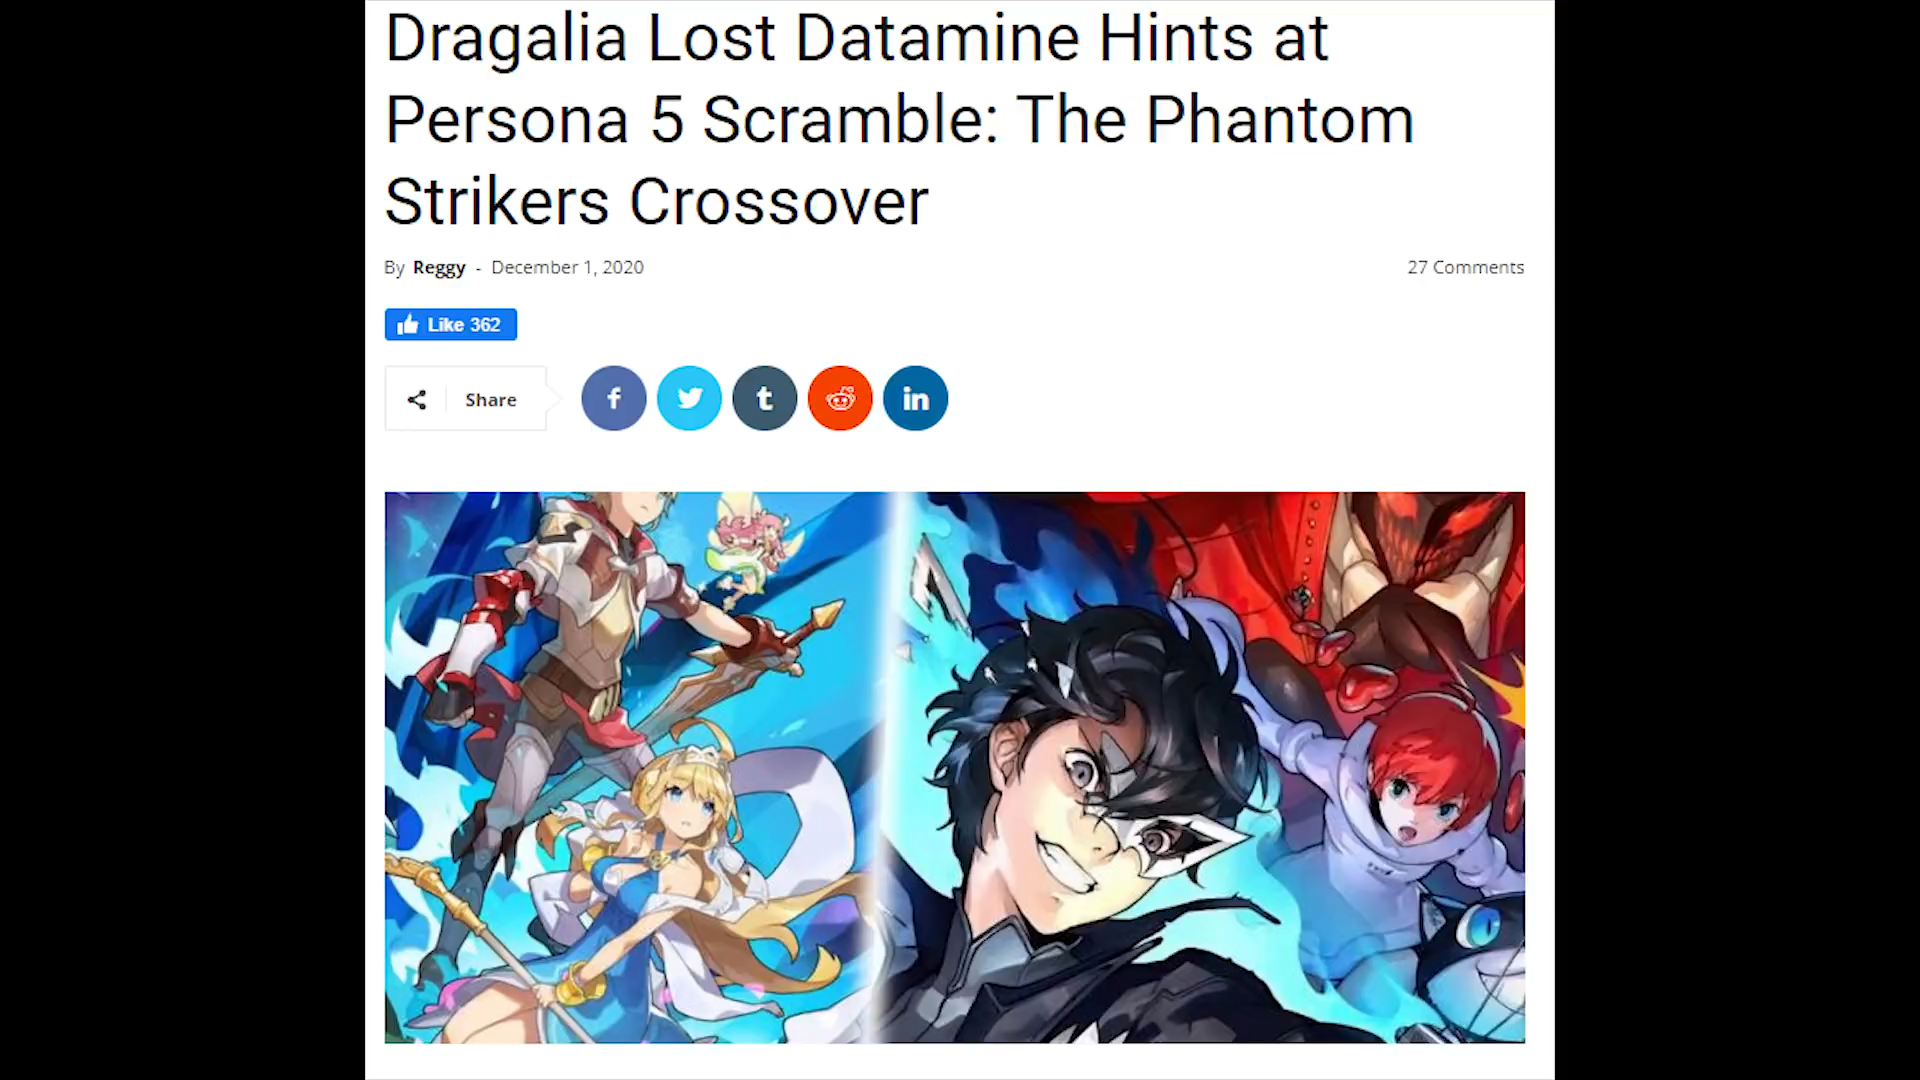 Dragalia Lost Datamine Hints at
Persona 5 Scramble: The Phantom
Strikers Crossover
By Reggy - December 1, 2020
27 Comments
Like 362
Share